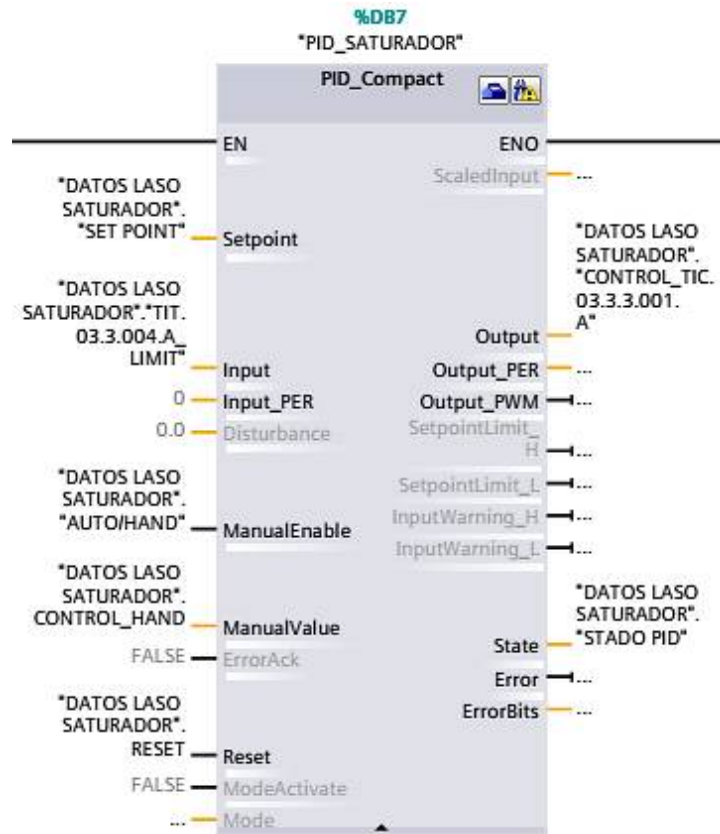 %DB7
"PID_SATURADOR"
PID_Compact
EN
ENO
ScaledInput
...
"DATOS LASO
SATURADOR".
"SET POINT"
Setpoint
"DATOS LASO
SATURADOR"."TIT.
03.3.004.A_
LIMIT"
Input
"DATOS LASO
SATURADOR".
"CONTROL_TIC.
03.3.3.001.
A"
Output
Output_PER
...
0
Input_PER
Output_PWM
...
0.0
Disturbance
SetpointLimit_
H
...
SetpointLimit_L
...
"DATOS LASO
SATURADOR".
"AUTO/HAND"
ManualEnable
InputWarning_H
...
InputWarning_L
...
"DATOS LASO
SATURADOR".
CONTROL_HAND
ManualValue
"DATOS LASO
SATURADOR".
"STADO PID"
State
FALSE
ErrorAck
Error
...
ErrorBits
...
"DATOS LASO
SATURADOR".
RESET
Reset
FALSE
ModeActivate
...
Mode